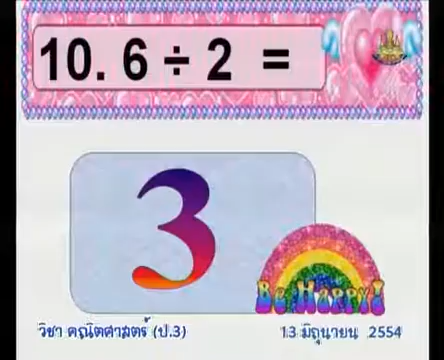 10. 6 ÷ 2 =
3
Be Happy!
วิชา คณิตศาสตร์ (ป.3)
13 มิถุนายน 2554